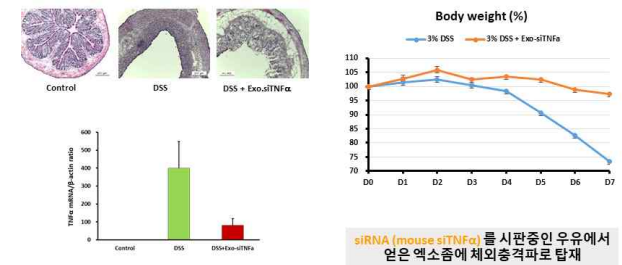 Control
DSS
DSS + Exo.siTNFα
TNFα mRNA/β-actin ratio
600
500
400
300
200
100
0
Control
DSS
DSS+Exo-siTNFa
Body weight (%)
3% DSS
3% DSS + Exo-siTNFa
110
105
100
95
90
85
80
75
70
D0
D1
D2
D3
D4
D5
D6
D7
siRNA (mouse siTNFα) 를 시판중인 우유에서
얻은 엑소좀에 체외충격파로 탑재